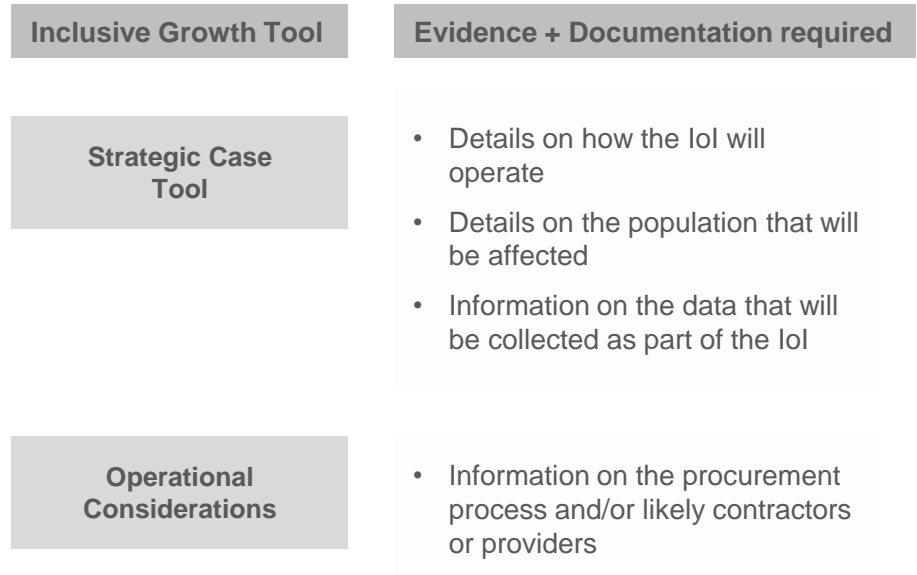 Inclusive Growth Tool
Evidence + Documentation required
Strategic Case
Tool
• Details on how the IoI will
operate
• Details on the population that will
be affected
• Information on the data that will
be collected as part of the IoI
Operational
Considerations
• Information on the procurement
process and/or likely contractors
or providers